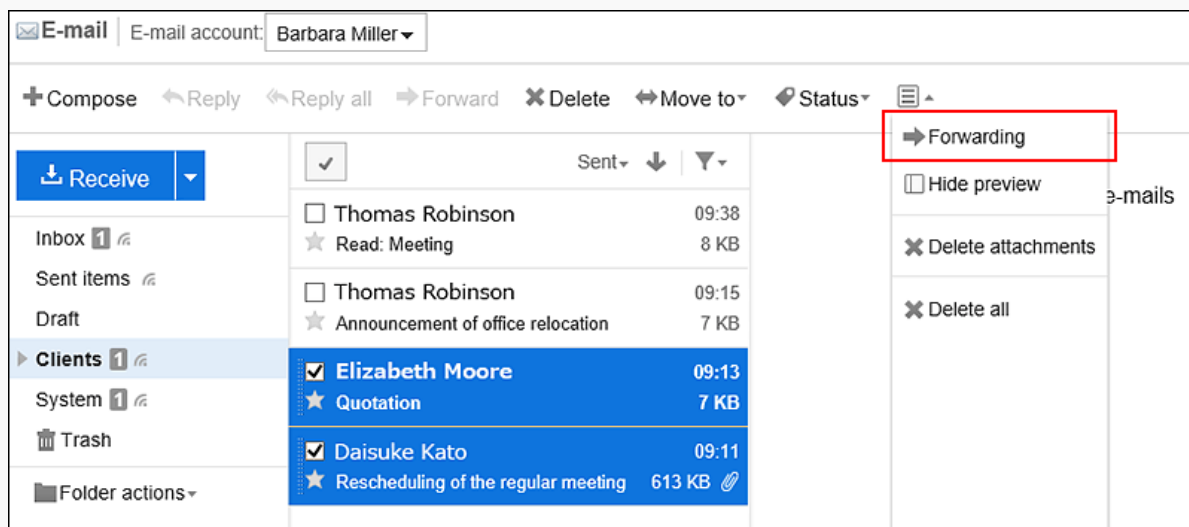 E-mail E-mail account: Barbara Miller
Compose Reply Reply all Forward Delete Move to Status
Forwarding
Hide preview
Delete attachments
Delete all
e-mails
Receive
Inbox 1
Sent items
Draft
Clients 1
System 1
Trash
Folder actions
Sent
Thomas Robinson 09:38
Read: Meeting 8 KB
Thomas Robinson 09:15
Announcement of office relocation 7 KB
Elizabeth Moore 09:13
Quotation 7 KB
Daisuke Kato 09:11
Rescheduling of the regular meeting 613 KB